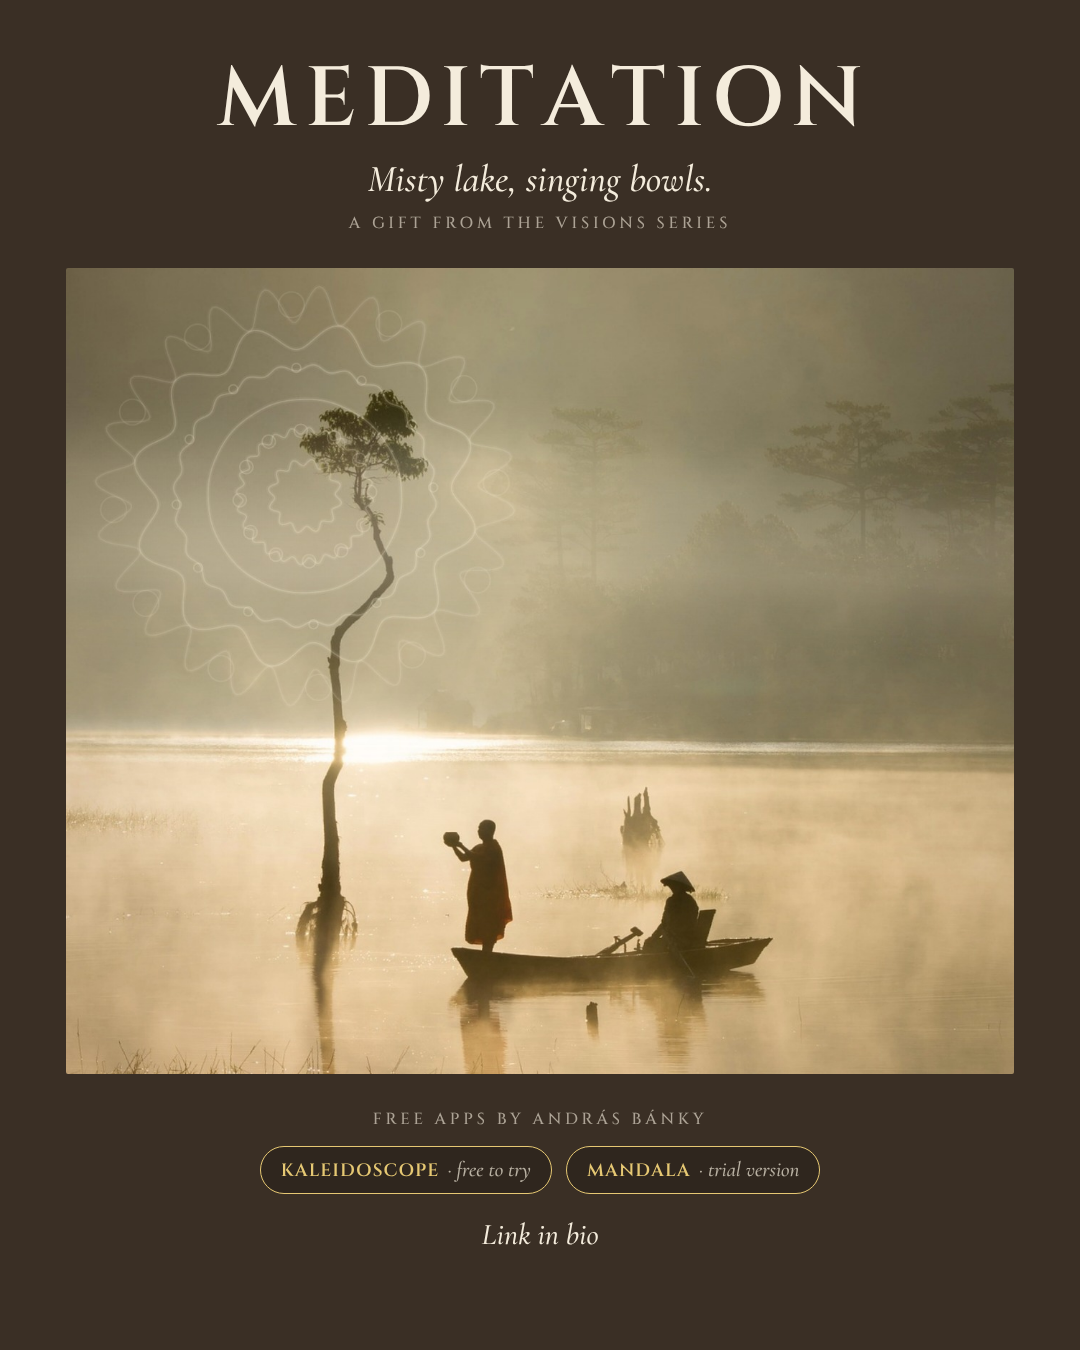 MEDITATION
Misty lake, singing bowls.
A GIFT FROM THE VISIONS SERIES
FREE APPS BY ANDRÁS BÁNKY
KALEIDOSCOPE · free to try
MANDALA · trial version
Link in bio